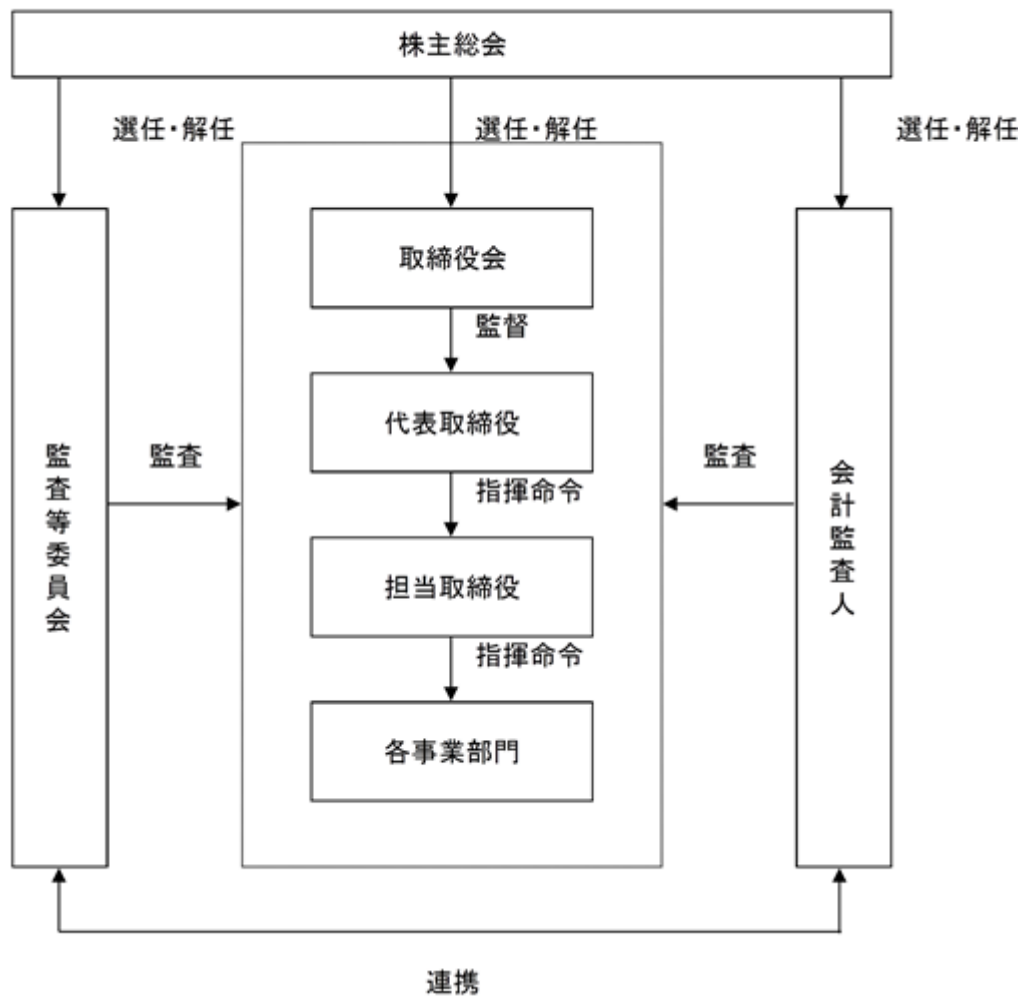 株主総会
選任・解任
選任・解任
選任・解任
取締役会
監督
代表取締役
監査等委員会
監査
監査
会計監査人
指揮命令
担当取締役
指揮命令
各事業部門
連携